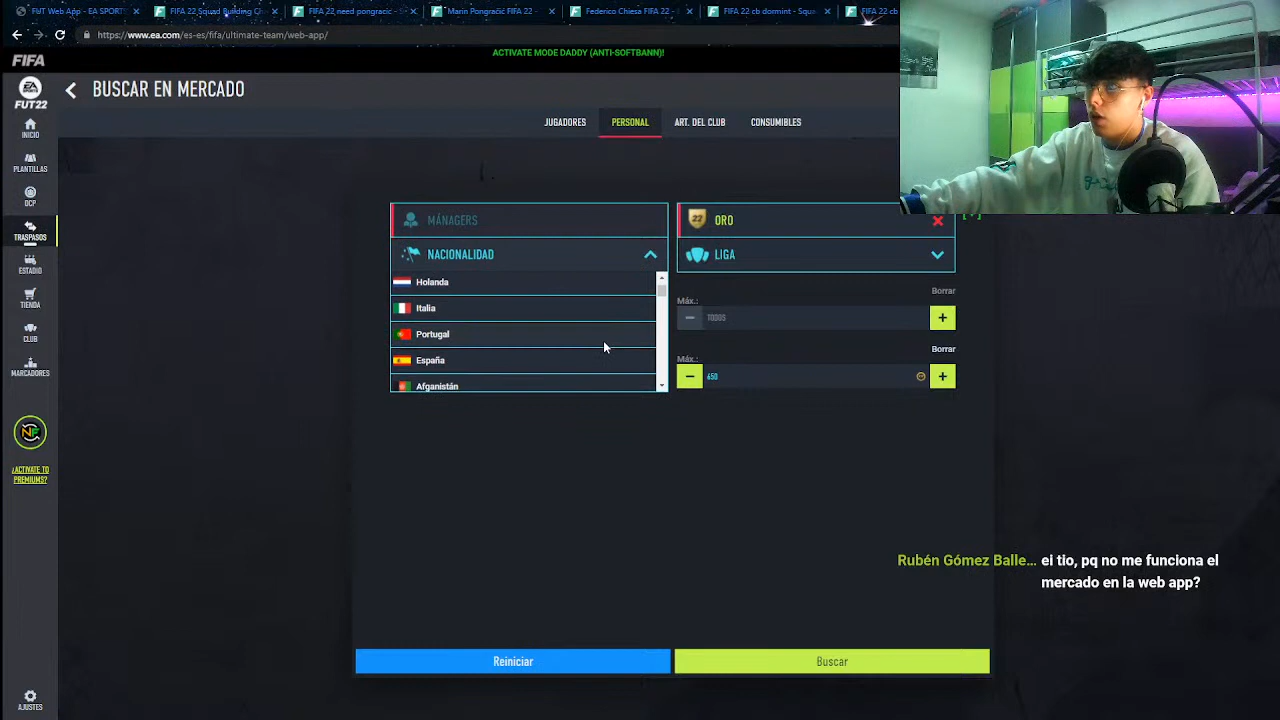 FUT Web App - EA SPORT
FIFA 22 Squad Building C
FIFA 22 need pongracic - S
Marin Pongračić FIFA 22 -
Federico Chiesa FIFA 22 - S
FIFA 22 cb dormint - Squ
FIFA 22 cb
https://www.ea.com/es-es/fifa/ultimate-team/web-app/
FIFA
ACTIVATE MODE DADDY (ANTI-SOFTBANN)!
EA
FUT22
BUSCAR EN MERCADO
INICIO
PLANTILLAS
DCP
TRASPASOS
ESTADIO
TIENDA
CLUB
MARCADORES
NF
¿ACTIVATE TO
PREMIUMS?
AJUSTES
JUGADORES
PERSONAL
ART. DEL CLUB
CONSUMIBLES
MÁNAGERS
22 ORO
NACIONALIDAD
LIGA
Holanda
Italia
Portugal
España
Afganistán
Borrar
Máx.:
TODOS
Borrar
Máx.:
650
Rubén Gómez Balle… ei tio, pq no me funciona el
mercado en la web app?
Reiniciar
Buscar